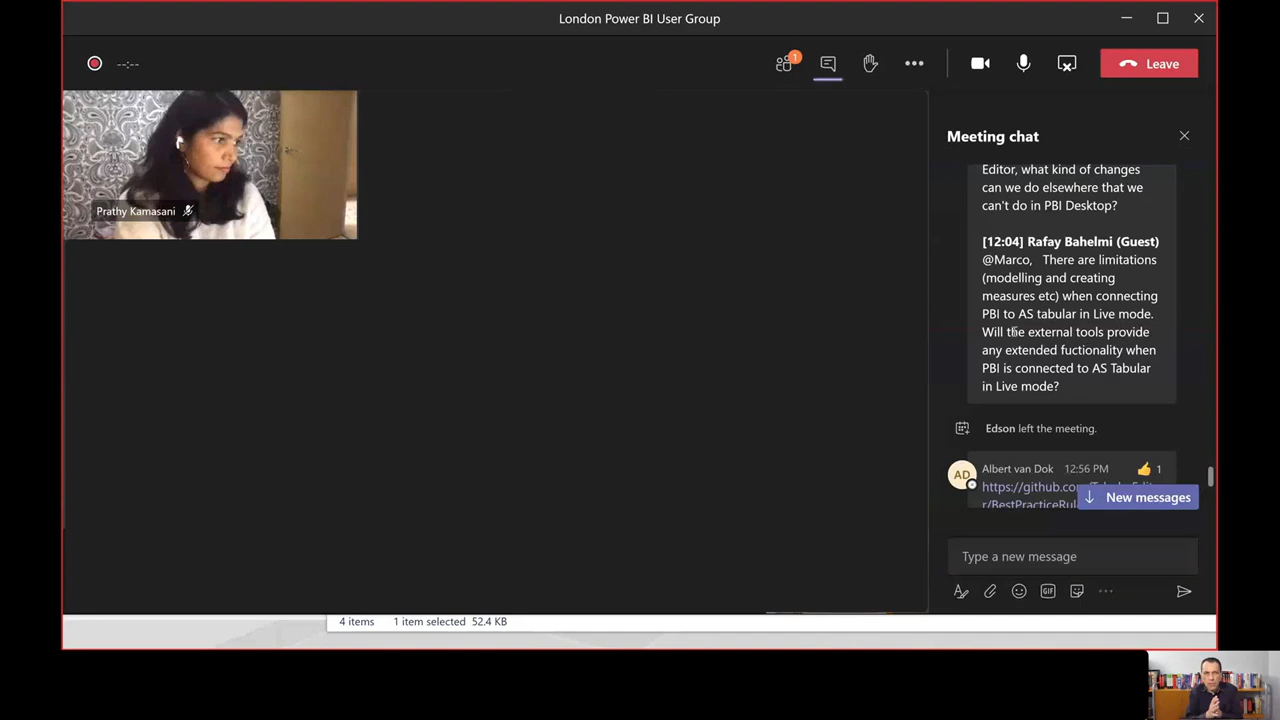 London Power BI User Group
--:--
1
Leave
Meeting chat
Prathy Kamasani
Editor, what kind of changes
can we do elsewhere that we
can't do in PBI Desktop?
[12:04] Rafay Bahelmi (Guest)
@Marco, There are limitations
(modelling and creating
measures etc) when connecting
PBI to AS tabular in Live mode.
Will the external tools provide
any extended fuctionality when
PBI is connected to AS Tabular
in Live mode?
Edson left the meeting.
AD
Albert van Dok 12:56 PM 👍 1
https://github.co
r/BestPracticeRul
New messages
Type a new message
GIF
4 items 1 item selected 52.4 KB